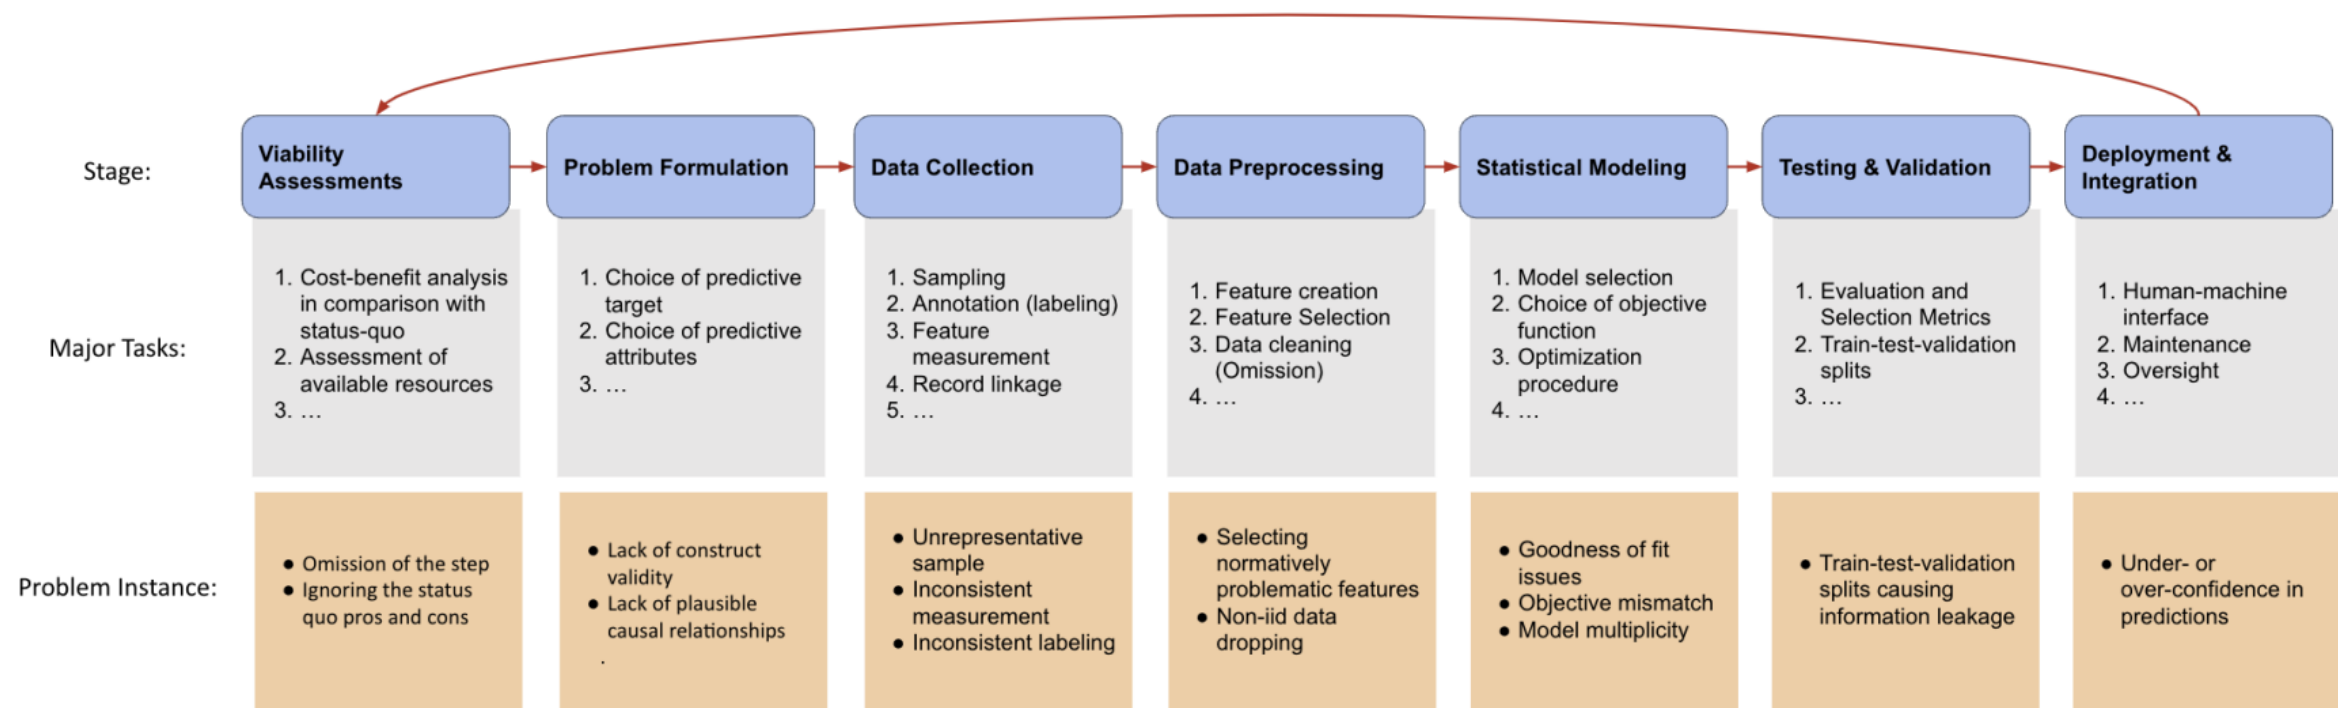 Stage:
Viability
Assessments
Problem Formulation
Data Collection
Data Preprocessing
Statistical Modeling
Testing & Validation
Deployment &
Integration
Major Tasks:
1. Cost-benefit analysis
in comparison with
status-quo
2. Assessment of
available resources
3. ...
1. Choice of predictive
target
2. Choice of predictive
attributes
3. ...
1. Sampling
2. Annotation (labeling)
3. Feature
measurement
4. Record linkage
5. ...
1. Feature creation
2. Feature Selection
3. Data cleaning
(Omission)
4. ...
1. Model selection
2. Choice of objective
function
3. Optimization
procedure
4. ...
1. Evaluation and
Selection Metrics
2. Train-test-validation
splits
3. ...
1. Human-machine
interface
2. Maintenance
3. Oversight
4. ...
Problem Instance:
● Omission of the step
● Ignoring the status
quo pros and cons
● Lack of construct
validity
● Lack of plausible
causal relationships
.
● Unrepresentative
sample
● Inconsistent
measurement
● Inconsistent labeling
● Selecting
normatively
problematic features
● Non-iid data
dropping
● Goodness of fit
issues
● Objective mismatch
● Model multiplicity
● Train-test-validation
splits causing
information leakage
● Under- or
over-confidence in
predictions